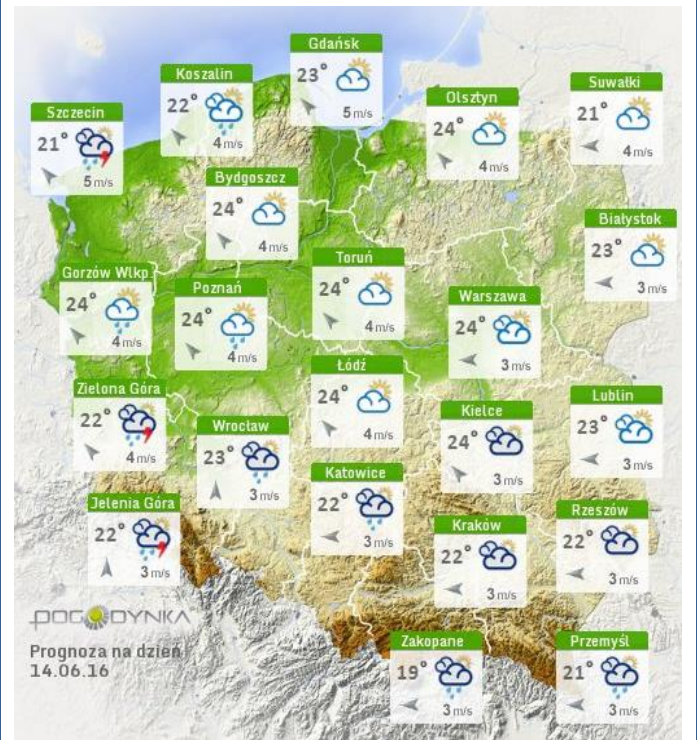 Gdańsk
23°
5 m/s
Koszalin
22°
4 m/s
Szczecin
21°
5 m/s
Olsztyn
24°
4 m/s
Suwałki
21°
4 m/s
Bydgoszcz
24°
4 m/s
Białystok
23°
3 m/s
Gorzów Wlkp
24°
4 m/s
Poznań
24°
4 m/s
Toruń
24°
4 m/s
Warszawa
24°
3 m/s
Zielona Góra
22°
4 m/s
Wrocław
23°
3 m/s
Łódź
24°
4 m/s
Kielce
24°
3 m/s
Lublin
23°
3 m/s
Jelenia Góra
22°
3 m/s
Katowice
22°
3 m/s
Kraków
22°
3 m/s
Rzeszów
22°
3 m/s
Zakopane
19°
3 m/s
Przemyśl
21°
3 m/s
POGODYNKA
Prognoza na dzień
14.06.16